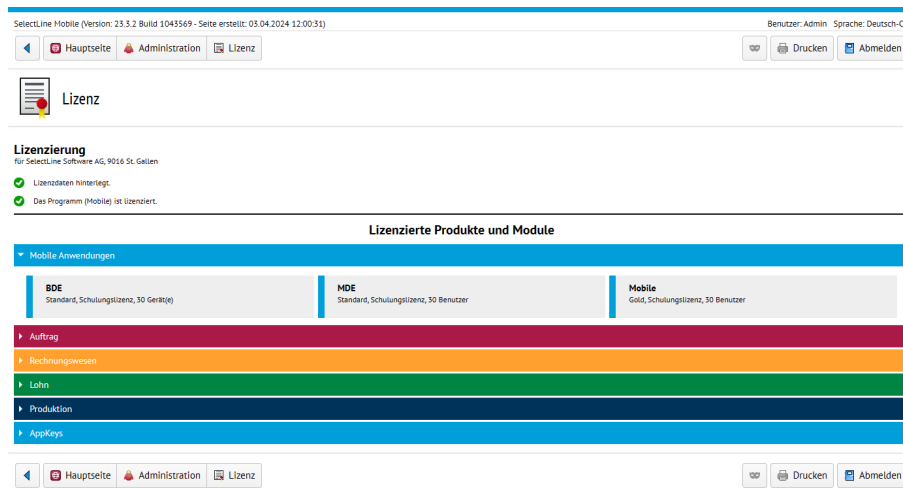 SelectLine Mobile (Version: 23.3.2 Build 1043569 - Seite erstellt: 03.04.2024 12:00:31) Benutzer: Admin Sprache: Deutsch-C
Hauptseite Administration Lizenz Drucken Abmelden
Lizenz
Lizenzierung
für SelectLine Software AG, 9016 St. Gallen
Lizenzdaten hinterlegt.
Das Programm (Mobile) ist lizenziert.
Lizenzierte Produkte und Module
Mobile Anwendungen
BDE MDE Mobile
Standard, Schulungslizenz, 30 Gerät(e) Standard, Schulungslizenz, 30 Benutzer Gold, Schulungslizenz, 30 Benutzer
Auftrag
Rechnungswesen
Lohn
Produktion
AppKeys
Hauptseite Administration Lizenz Drucken Abmelden